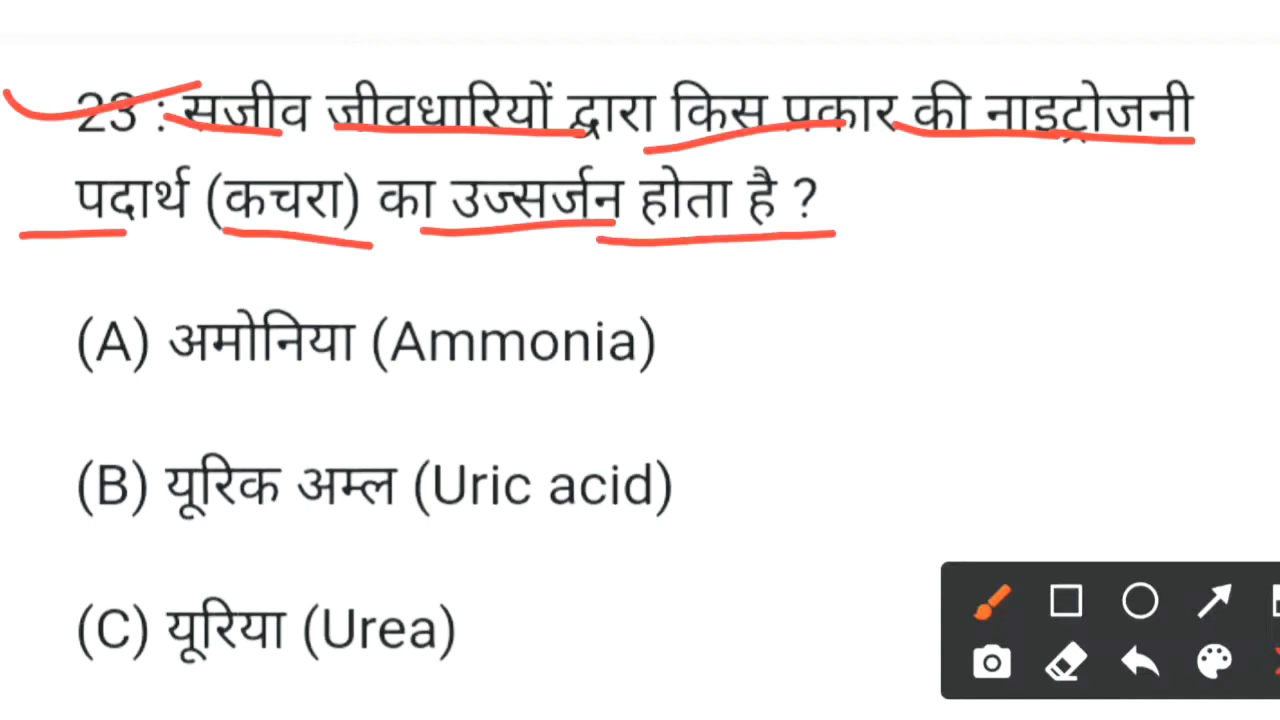 23 : सजीव जीवधारियों द्वारा किस प्रकार की नाइट्रोजनी
पदार्थ (कचरा) का उज्सर्जन होता है ?
(A) अमोनिया (Ammonia)
(B) यूरिक अम्ल (Uric acid)
(C) यूरिया (Urea)